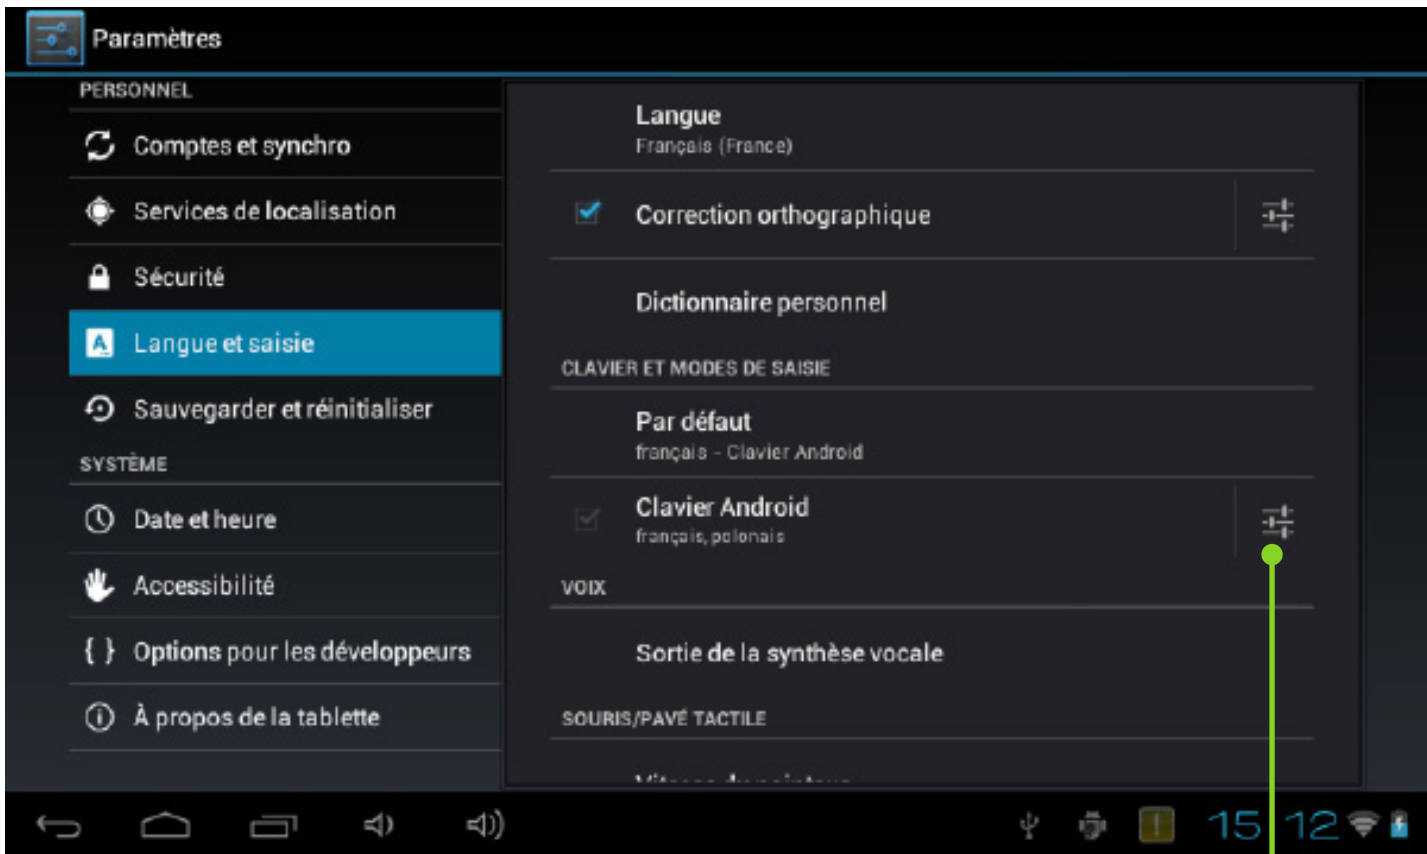 Paramètres
PERSONNEL
Comptes et synchro
Services de localisation
Sécurité
Langue et saisie
Sauvegarder et réinitialiser
SYSTÈME
Date et heure
Accessibilité
{ } Options pour les développeurs
À propos de la tablette
Langue
Français (France)
Correction orthographique
Dictionnaire personnel
CLAVIER ET MODES DE SAISIE
Par défaut
français - Clavier Android
Clavier Android
français, polonais
VOIX
Sortie de la synthèse vocale
SOURIS/PAVÉ TACTILE
15 12